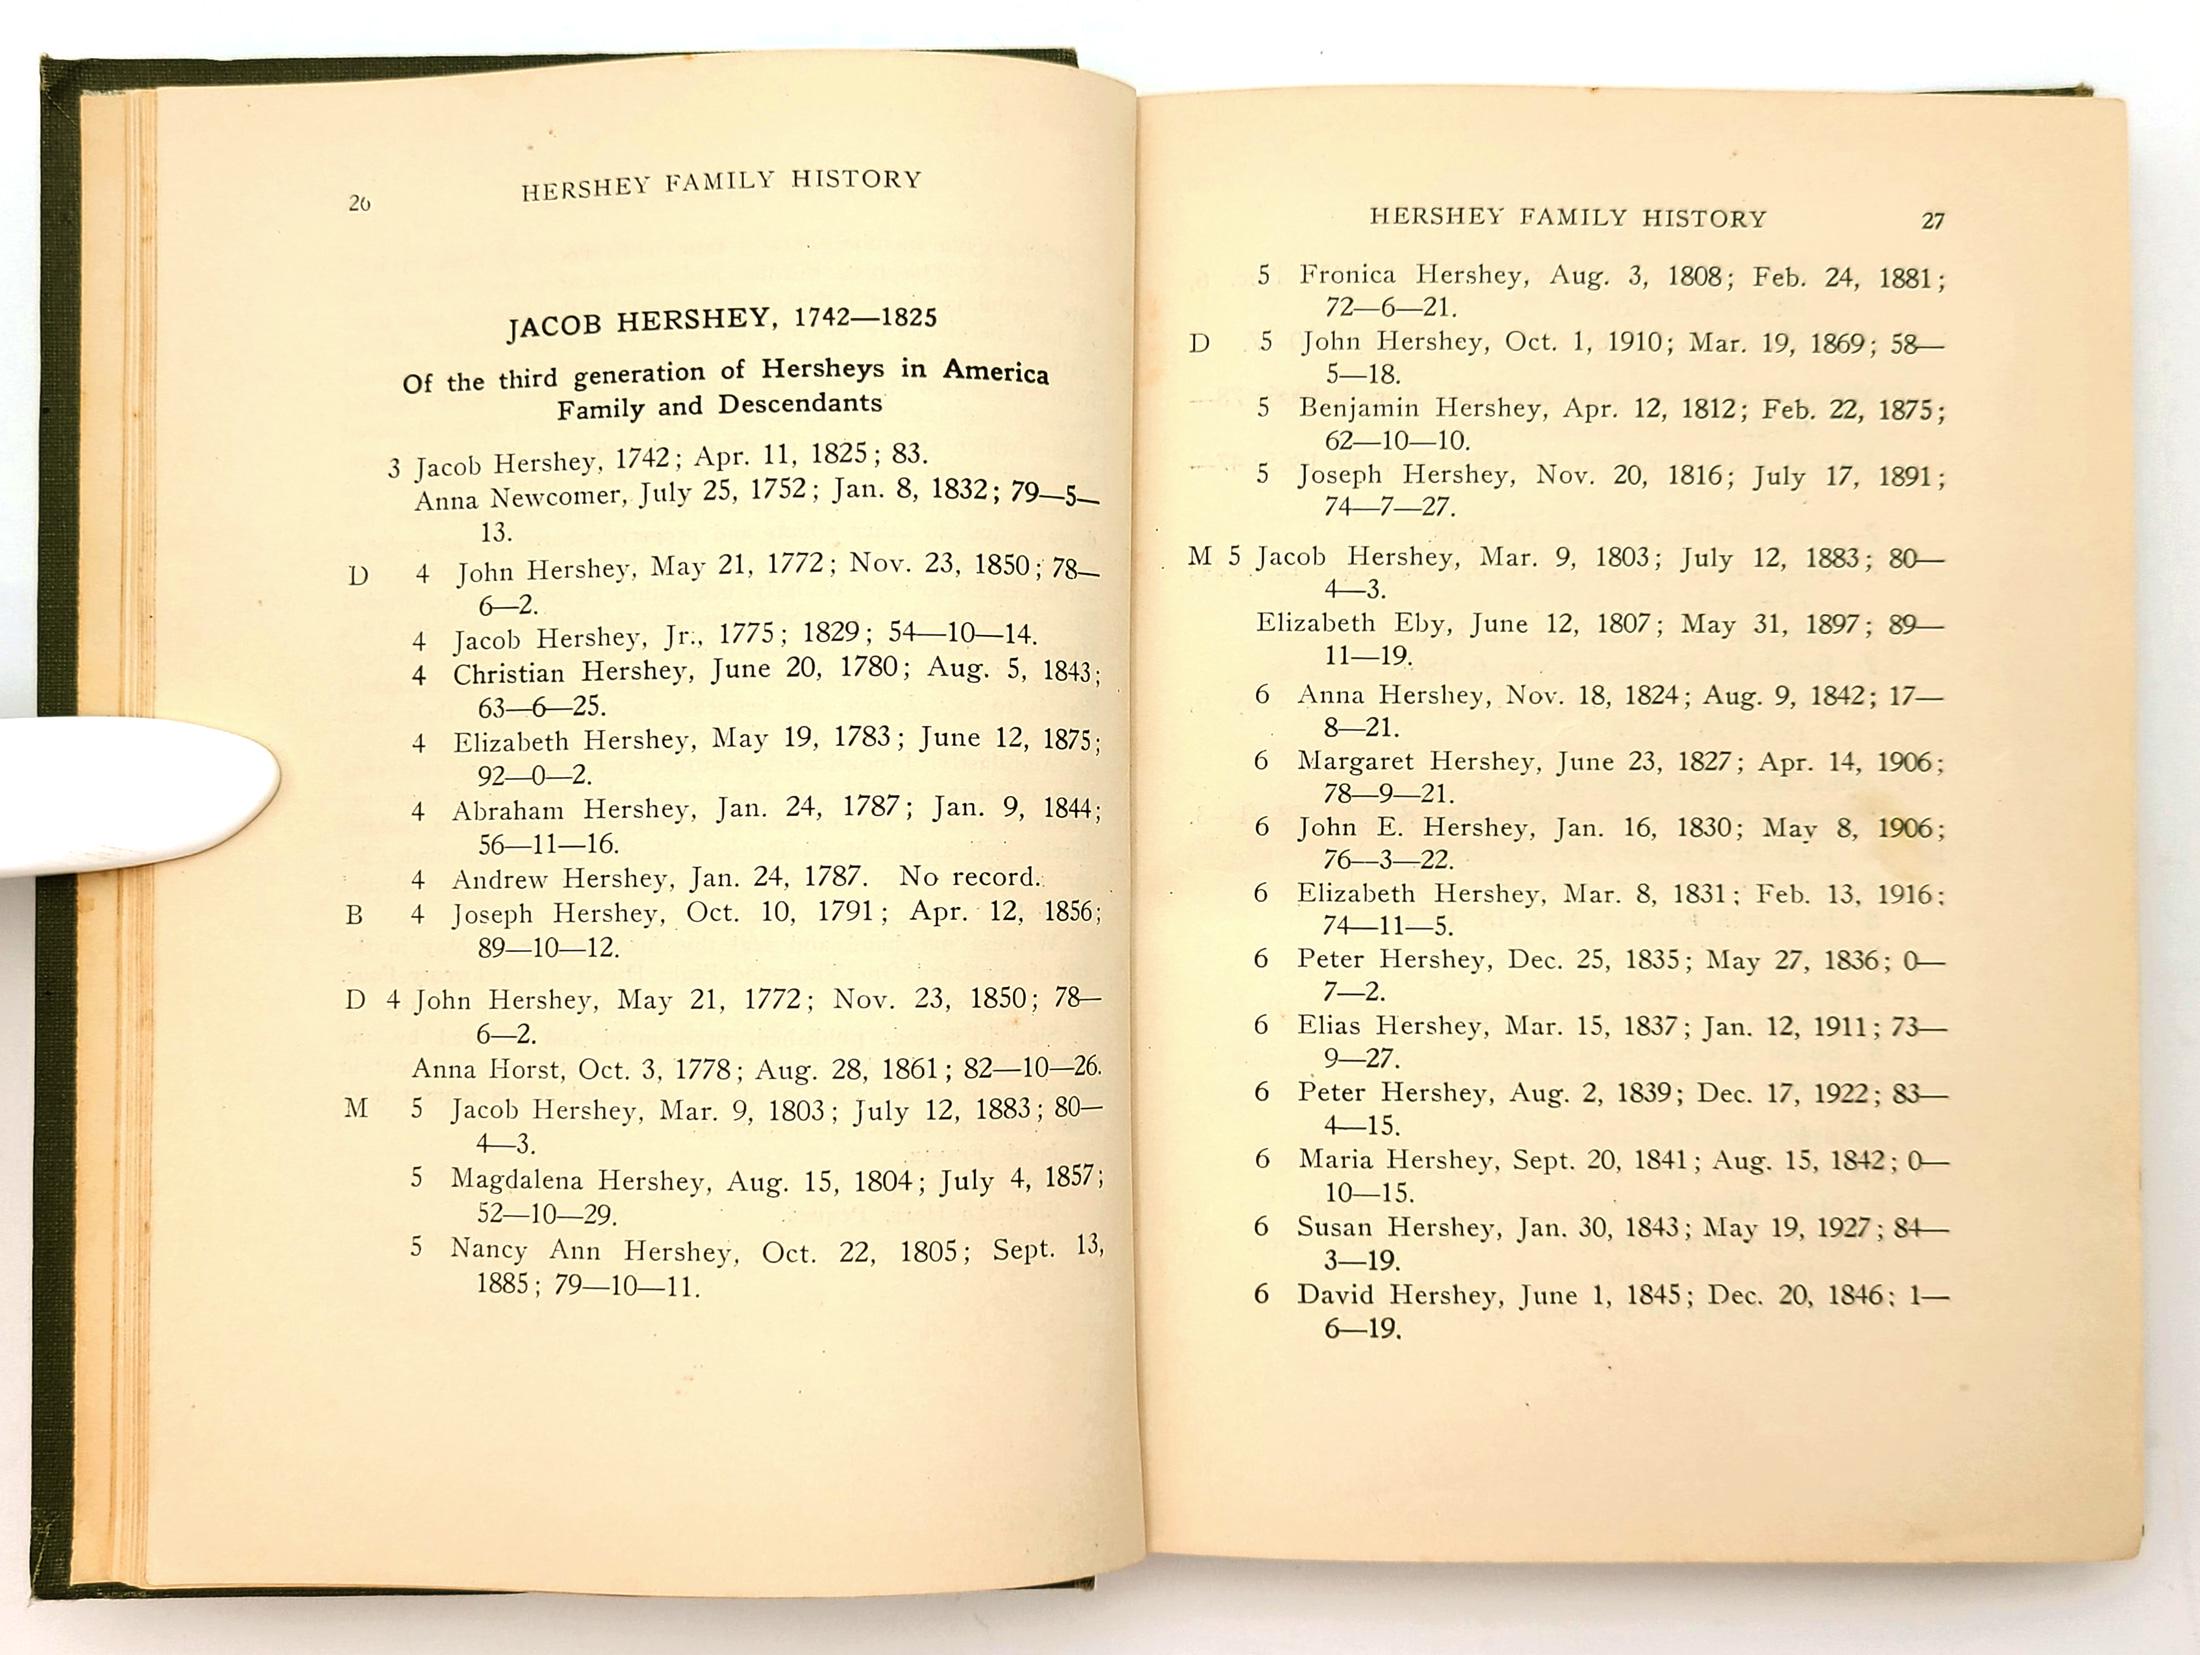 26 HERSHEY FAMILY HISTORY
JACOB HERSHEY, 1742—1825
Of the third generation of Hersheys in America
Family and Descendants
3 Jacob Hershey, 1742; Apr. 11, 1825; 83.
Anna Newcomer, July 25, 1752; Jan. 8, 1832; 79—5—
13.
D 4 John Hershey, May 21, 1772; Nov. 23, 1850; 78—
6—2.
4 Jacob Hershey, Jr., 1775; 1829; 54—10—14.
4 Christian Hershey, June 20, 1780; Aug. 5, 1843;
63—6—25.
4 Elizabeth Hershey, May 19, 1783; June 12, 1875;
92—0—2.
4 Abraham Hershey, Jan. 24, 1787; Jan. 9, 1844;
56—11—16.
4 Andrew Hershey, Jan. 24, 1787. No record.
B 4 Joseph Hershey, Oct. 10, 1791; Apr. 12, 1856;
89—10—12.
D 4 John Hershey, May 21, 1772; Nov. 23, 1850; 78—
6—2.
Anna Horst, Oct. 3, 1778; Aug. 28, 1861; 82—10—26.
M 5 Jacob Hershey, Mar. 9, 1803; July 12, 1883; 80—
4—3.
5 Magdalena Hershey, Aug. 15, 1804; July 4, 1857;
52—10—29.
5 Nancy Ann Hershey, Oct. 22, 1805; Sept. 13,
1885; 79—10—11.
HERSHEY FAMILY HISTORY 27
5 Fronica Hershey, Aug. 3, 1808; Feb. 24, 1881;
72—6—21.
D 5 John Hershey, Oct. 1, 1910; Mar. 19, 1869; 58—
5—18.
5 Benjamin Hershey, Apr. 12, 1812; Feb. 22, 1875;
62—10—10.
5 Joseph Hershey, Nov. 20, 1816; July 17, 1891;
74—7—27.
M 5 Jacob Hershey, Mar. 9, 1803; July 12, 1883; 80—
4—3.
Elizabeth Eby, June 12, 1807; May 31, 1897; 89—
11—19.
6 Anna Hershey, Nov. 18, 1824; Aug. 9, 1842; 17—
8—21.
6 Margaret Hershey, June 23, 1827; Apr. 14, 1906;
78—9—21.
6 John E. Hershey, Jan. 16, 1830; May 8, 1906;
76—3—22.
6 Elizabeth Hershey, Mar. 8, 1831; Feb. 13, 1916;
74—11—5.
6 Peter Hershey, Dec. 25, 1835; May 27, 1836; 0—
7—2.
6 Elias Hershey, Mar. 15, 1837; Jan. 12, 1911; 73—
9—27.
6 Peter Hershey, Aug. 2, 1839; Dec. 17, 1922; 83—
4—15.
6 Maria Hershey, Sept. 20, 1841; Aug. 15, 1842; 0—
10—15.
6 Susan Hershey, Jan. 30, 1843; May 19, 1927; 84—
3—19.
6 David Hershey, June 1, 1845; Dec. 20, 1846; 1—
6—19.